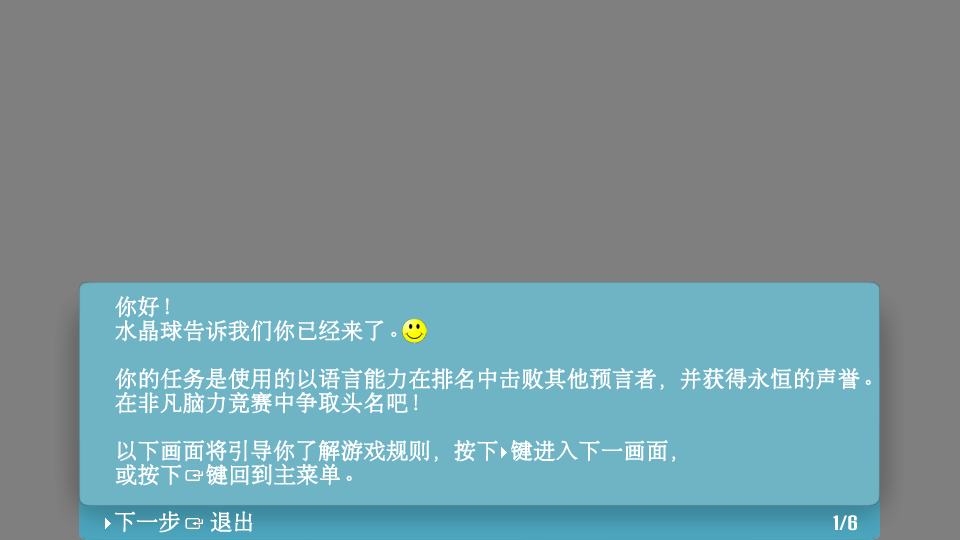 你好！
水晶球告诉我们你已经来了。
你的任务是使用的以语言能力在排名中击败其他预言者，并获得永恒的声誉。
在非凡脑力竞赛中争取头名吧！
以下画面将引导你了解游戏规则，按下键进入下一画面，
或按下键回到主菜单。
下一步 退出
1/6